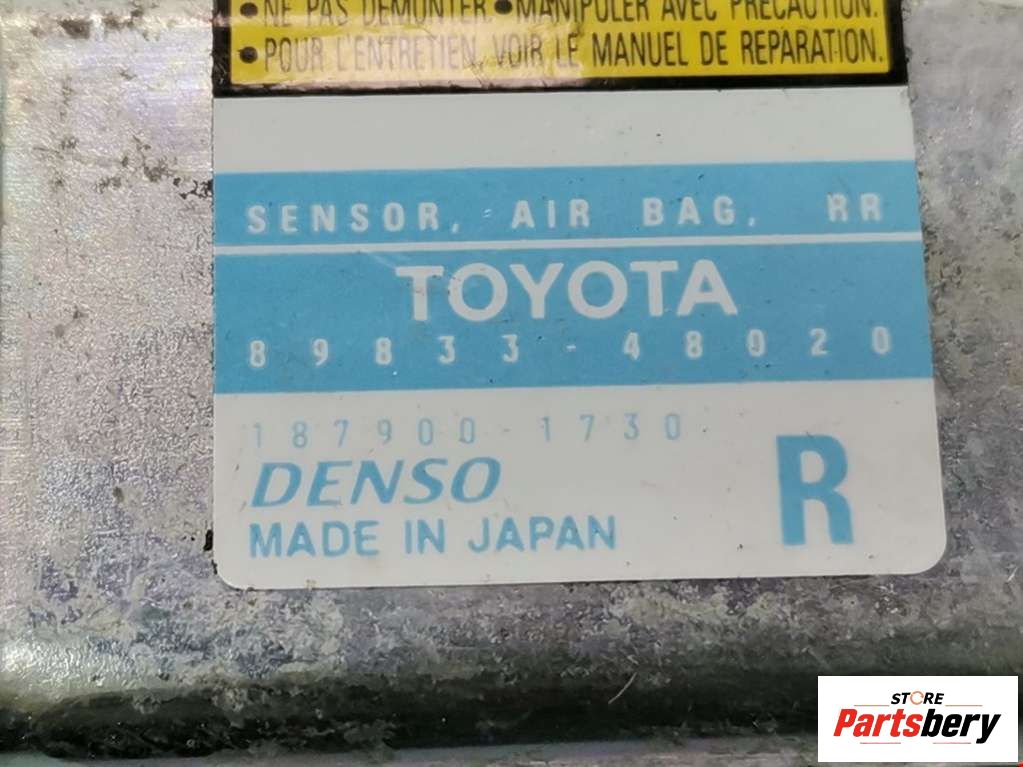 • NE PAS DEMONTER. • MANIPULER AVEC PRECAUTION.
• POUR L'ENTRETIEN, VOIR LE MANUEL DE REPARATION.
SENSOR, AIR BAG, RR
TOYOTA
89833-48020
187900-1730
DENSO
MADE IN JAPAN
R
STORE
Partsbery